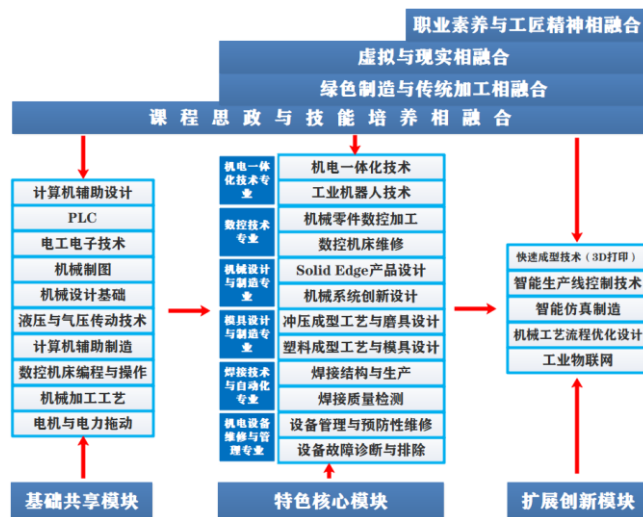 职业素养与工匠精神相融合
虚拟与现实相融合
绿色制造与传统加工相融合
课程思政与技能培养相融合
计算机辅助设计
PLC
电工电子技术
机械制图
机械设计基础
液压与气压传动技术
计算机辅助制造
数控机床编程与操作
机械加工工艺
电机与电力拖动
基础共享模块
机电一体
化技术专
业
机电一体化技术
工业机器人技术
数控技术
专业
机械零件数控加工
数控机床维修
机械设计
与制造专
业
Solid Edge产品设计
机械系统创新设计
模具设计
与制造专
业
冲压成型工艺与磨具设计
塑料成型工艺与模具设计
焊接技术
与自动化
专业
焊接结构与生产
焊接质量检测
机电设备
维修与管
理专业
设备管理与预防性维修
设备故障诊断与排除
特色核心模块
快速成型技术（3D打印）
智能生产线控制技术
智能仿真制造
机械工艺流程优化设计
工业物联网
扩展创新模块